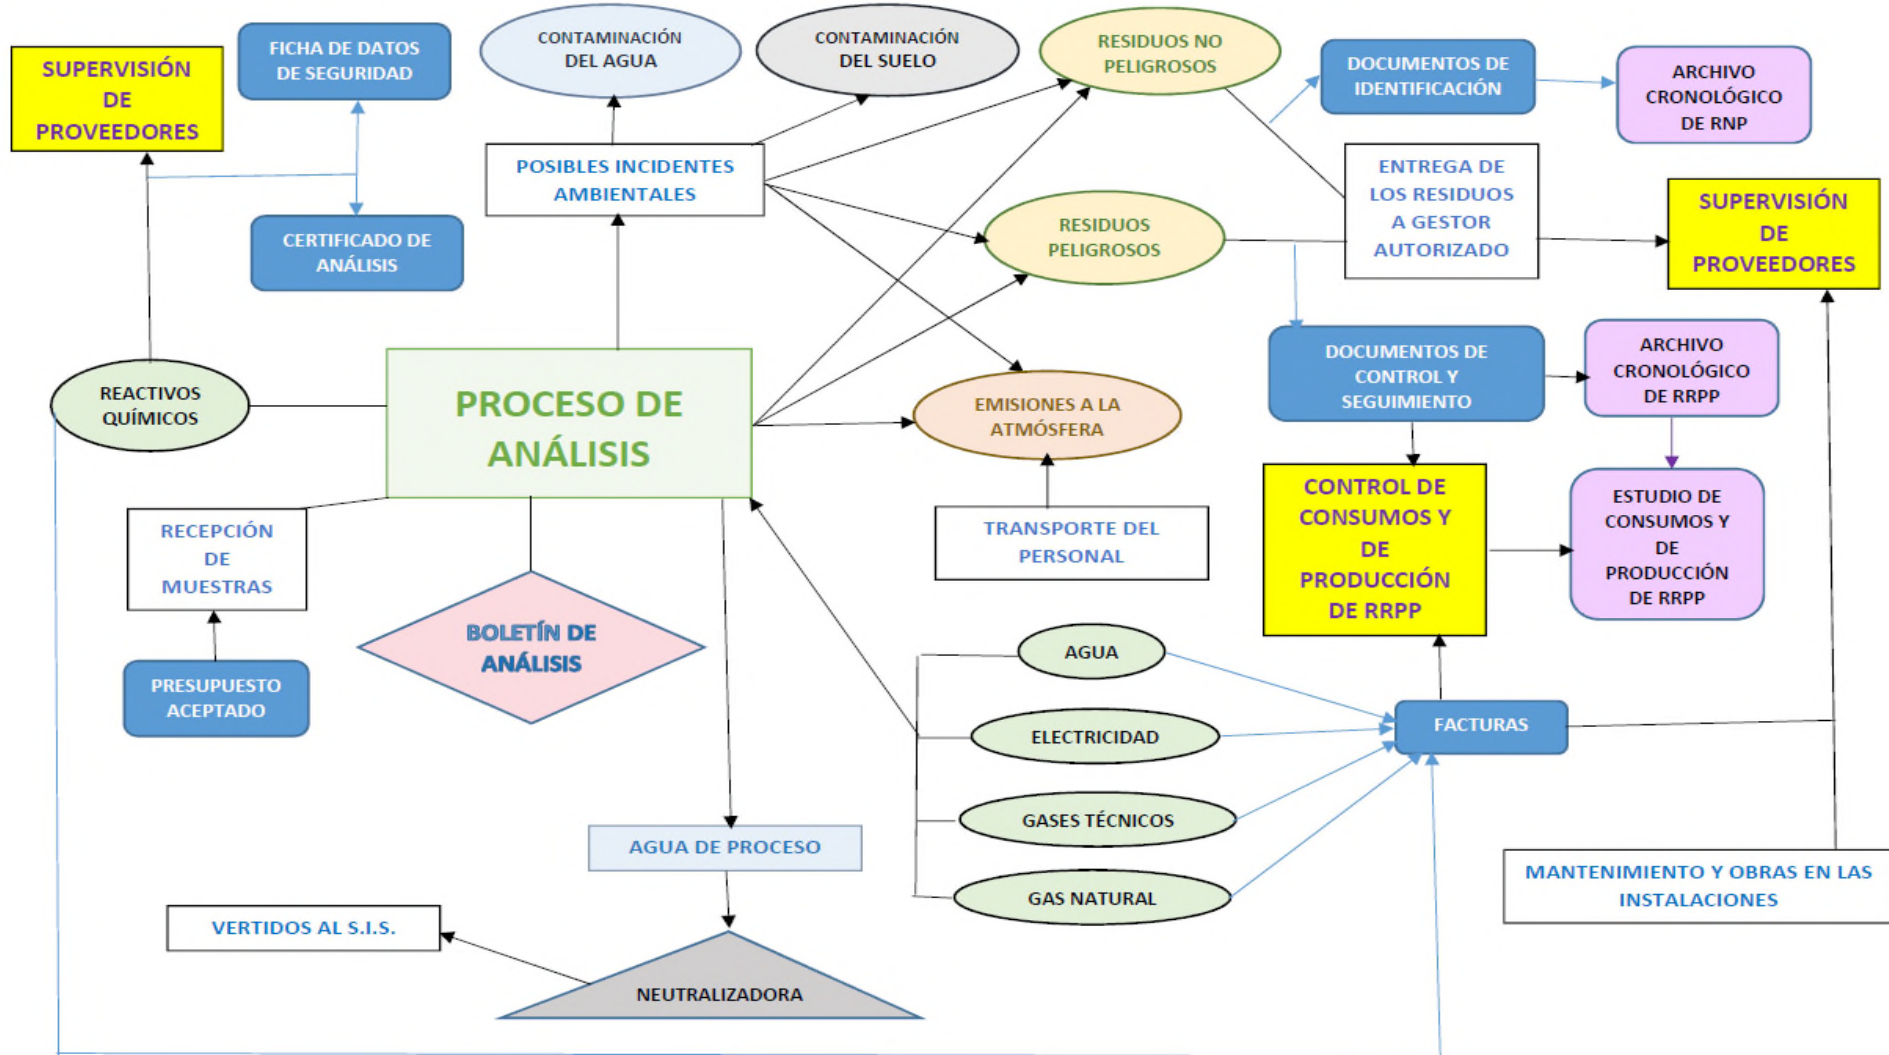 SUPERVISIÓN
DE
PROVEEDORES
FICHA DE DATOS
DE SEGURIDAD
CONTAMINACIÓN
DEL AGUA
CONTAMINACIÓN
DEL SUELO
RESIDUOS NO
PELIGROSOS
DOCUMENTOS DE
IDENTIFICACIÓN
ARCHIVO
CRONOLÓGICO
DE RNP
POSIBLES INCIDENTES
AMBIENTALES
ENTREGA DE
LOS RESIDUOS
A GESTOR
AUTORIZADO
SUPERVISIÓN
DE
PROVEEDORES
CERTIFICADO DE
ANÁLISIS
RESIDUOS
PELIGROSOS
REACTIVOS
QUÍMICOS
PROCESO DE
ANÁLISIS
EMISIONES A LA
ATMÓSFERA
DOCUMENTOS DE
CONTROL Y
SEGUIMIENTO
ARCHIVO
CRONOLÓGICO
DE RRPP
RECEPCIÓN
DE
MUESTRAS
TRANSPORTE DEL
PERSONAL
CONTROL DE
CONSUMOS Y
DE
PRODUCCIÓN
DE RRPP
ESTUDIO DE
CONSUMOS Y
DE
PRODUCCIÓN
DE RRPP
BOLETÍN DE
ANÁLISIS
PRESUPUESTO
ACEPTADO
AGUA
ELECTRICIDAD
FACTURAS
GASES TÉCNICOS
AGUA DE PROCESO
GAS NATURAL
MANTENIMIENTO Y OBRAS EN LAS
INSTALACIONES
VERTIDOS AL S.I.S.
NEUTRALIZADORA